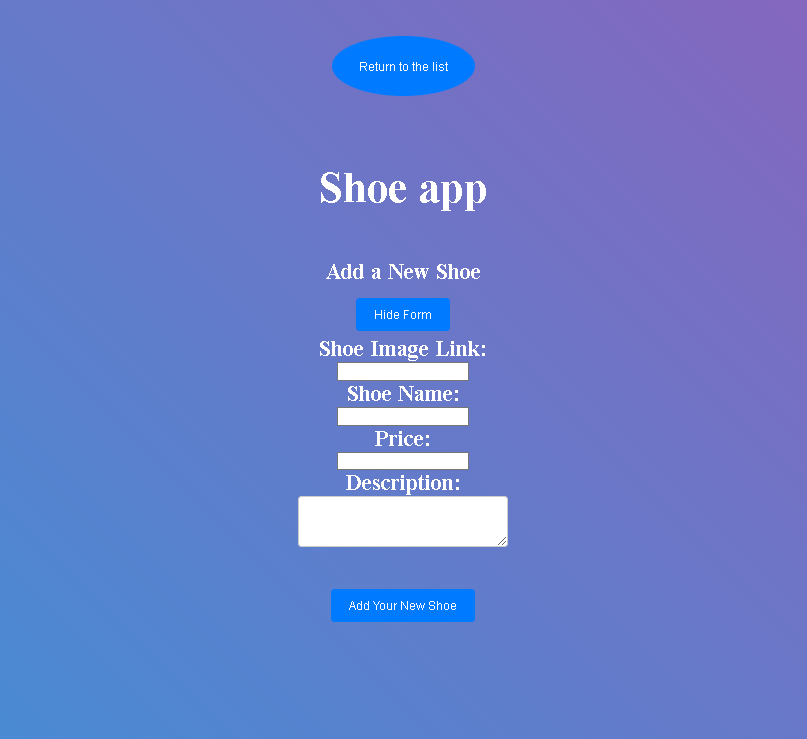 Return to the list
Shoe app
Add a New Shoe
Hide Form
Shoe Image Link:
Shoe Name:
Price:
Description:
Add Your New Shoe